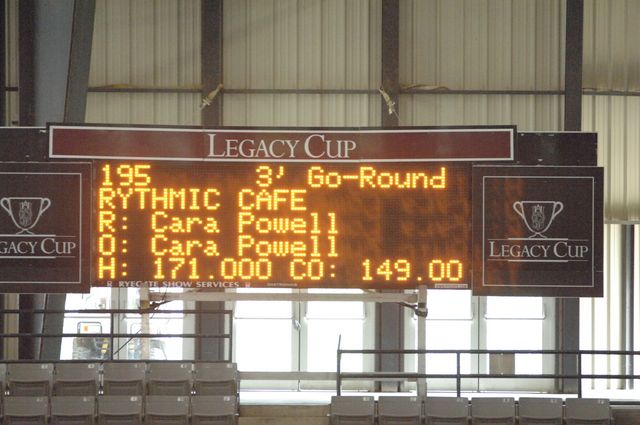 LEGACY CUP
195 3' Go-Round
RYTHMIC CAFE
R: Cara Powell
O: Cara Powell
H: 171.000 CO: 149.00
LEGACY CUP
LEGACY CUP
RYEGATE SHOW SERVICES